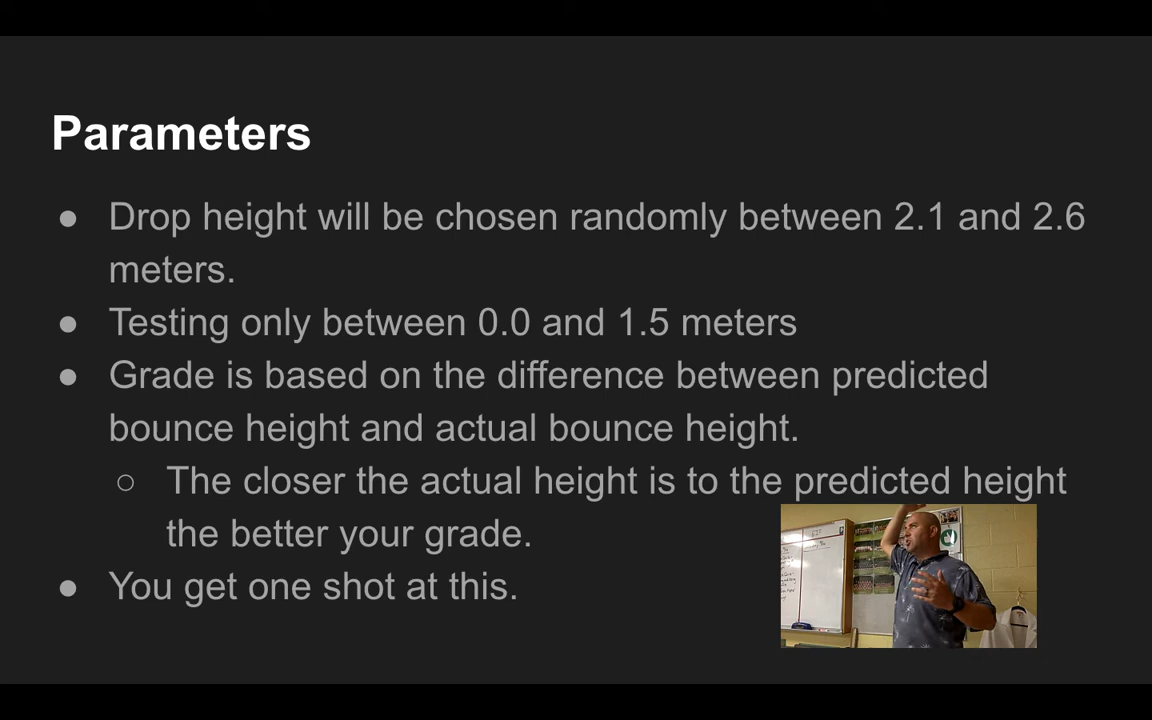 Parameters
● Drop height will be chosen randomly between 2.1 and 2.6
meters.
● Testing only between 0.0 and 1.5 meters
● Grade is based on the difference between predicted
bounce height and actual bounce height.
○ The closer the actual height is to the predicted height
the better your grade.
● You get one shot at this.